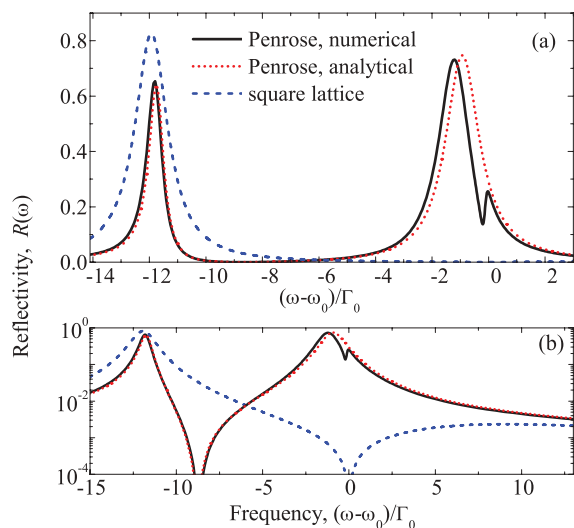 Penrose, numerical
(a)
Penrose, analytical
square lattice
0.8
0.6
0.4
0.2
0.0
-14 -12 -10 -8 -6 -4 -2 0 2
(ω-ω0)/Γ0
Reflectivity, R(ω)
(b)
10^0
10^-2
10^-4
-15 -10 -5 0 5 10
Frequency, (ω-ω0)/Γ0